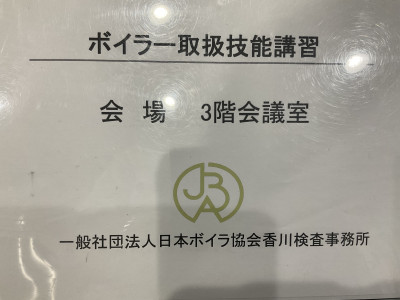 ボイラー取扱技能講習
会 場 3階会議室
JBA
一般社団法人日本ボイラ協会香川検査事務所